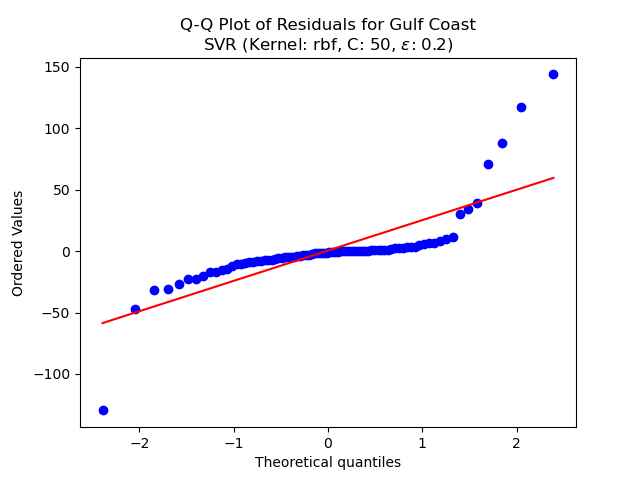 Q-Q Plot of Residuals for Gulf Coast
SVR (Kernel: rbf, C: 50, ε: 0.2)
150
100
50
0
−50
−100
Ordered Values
−2
−1
0
1
2
Theoretical quantiles